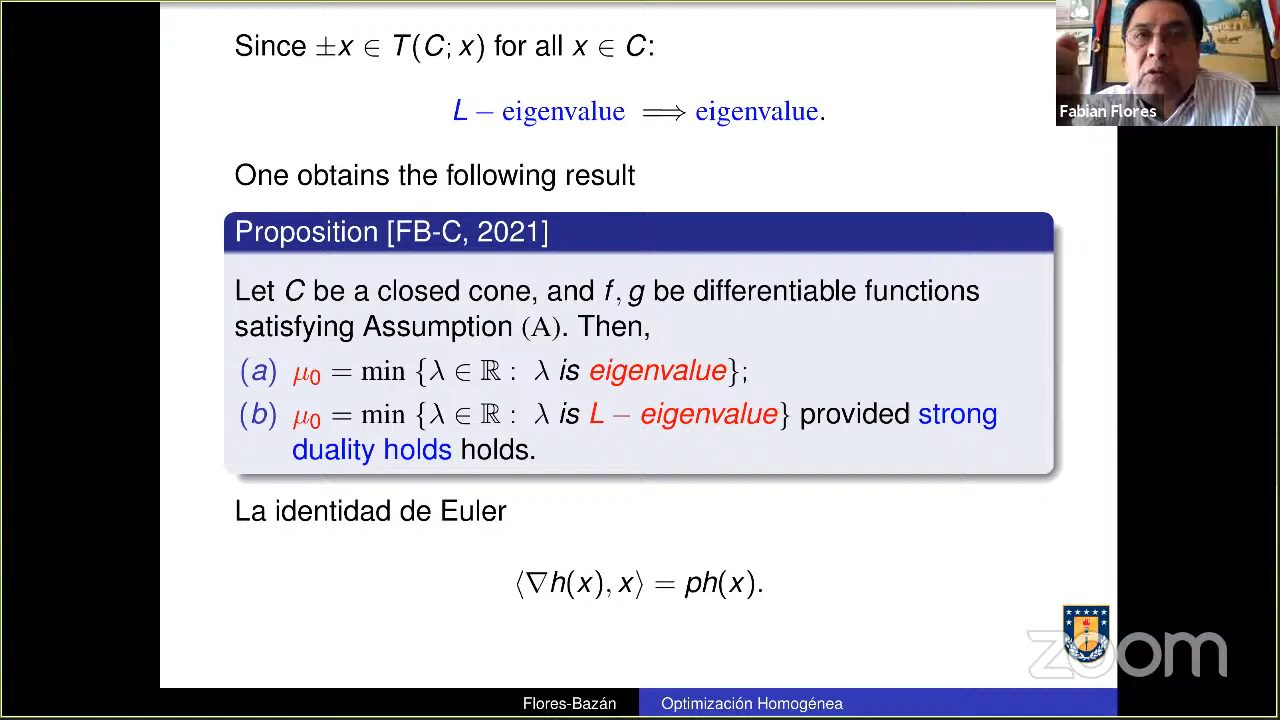 Since ±x ∈ T(C; x) for all x ∈ C:
L − eigenvalue ⟹ eigenvalue.
Fabian Flores
One obtains the following result
Proposition [FB-C, 2021]
Let C be a closed cone, and f, g be differentiable functions
satisfying Assumption (A). Then,
(a) μ₀ = min {λ ∈ ℝ : λ is eigenvalue};
(b) μ₀ = min {λ ∈ ℝ : λ is L − eigenvalue} provided strong
duality holds holds.
La identidad de Euler
⟨∇h(x), x⟩ = ph(x).
zoom
Flores-Bazán Optimización Homogénea